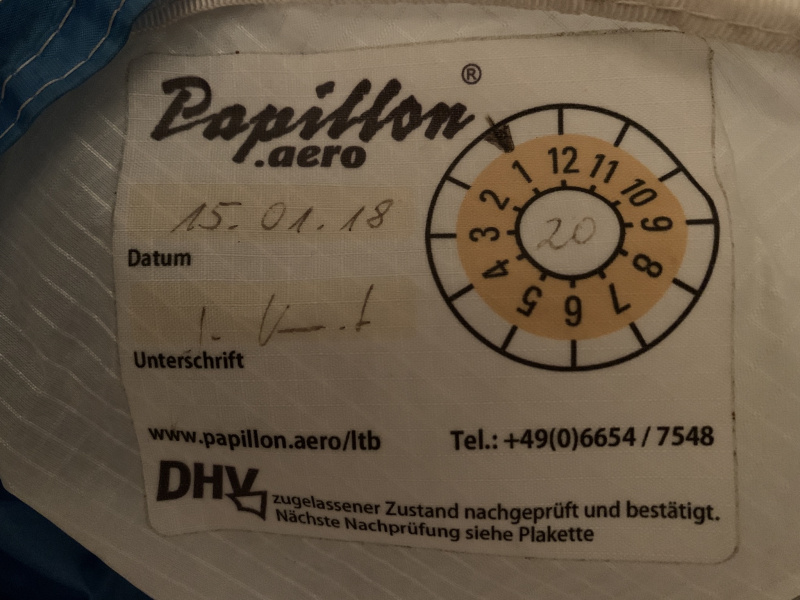 Papillon®
.aero
15.01.18
Datum
Unterschrift
1 12 11 10 9 8 7 6 5 4 3 2
20
www.papillon.aero/ltb
Tel.: +49(0)6654 / 7548
DHV
zugelassener Zustand nachgeprüft und bestätigt.
Nächste Nachprüfung siehe Plakette